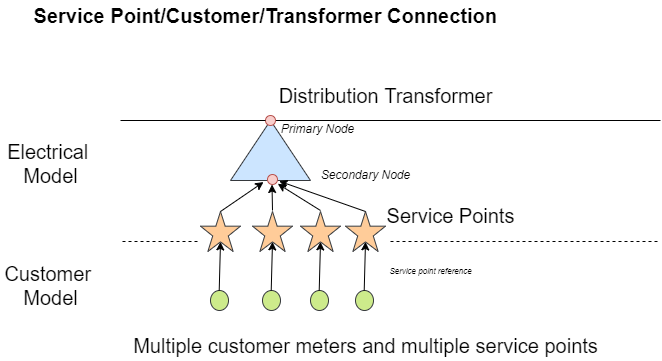 Service Point/Customer/Transformer Connection
Distribution Transformer
Primary Node
Electrical
Model
Secondary Node
Service Points
Customer
Model
Service point reference
Multiple customer meters and multiple service points